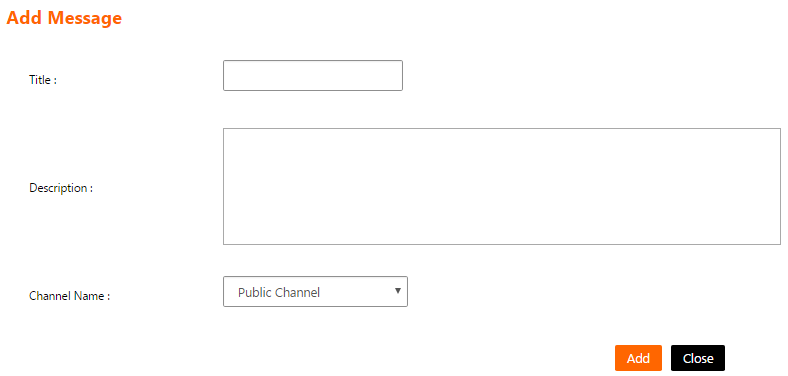 Add Message
Title :
Description :
Channel Name :
Public Channel
Add
Close